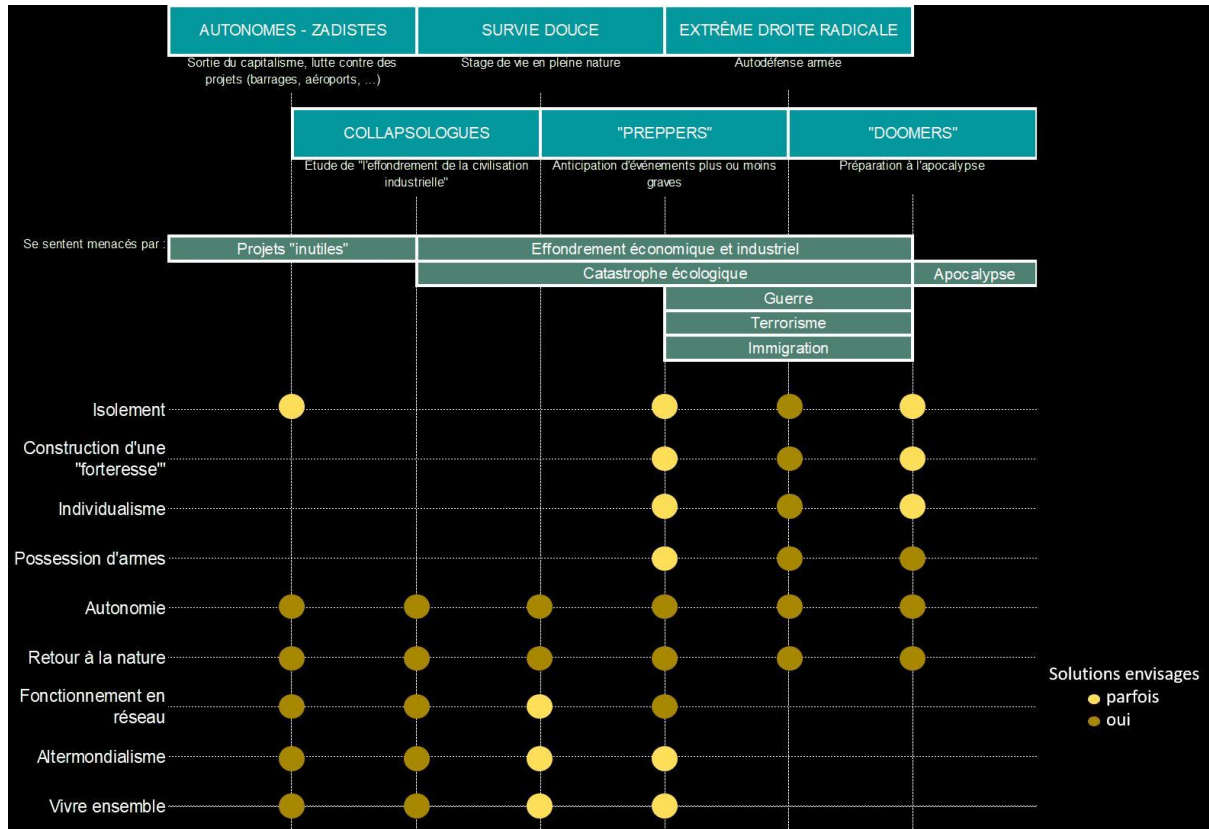 AUTONOMES - ZADISTES
SURVIE DOUCE
EXTRÊME DROITE RADICALE
Sortie du capitalisme, lutte contre des
projets (barrages, aéroports, ...)
Stage de vie en pleine nature
Autodéfense armée
COLLAPSOLOGUES
"PREPPERS"
"DOOMERS"
Etude de "l'effondrement de la civilisation
industrielle"
Anticipation d'événements plus ou moins
graves
Préparation à l'apocalypse
Se sentent menacés par :
Projets "inutiles"
Effondrement économique et industriel
Catastrophe écologique
Apocalypse
Guerre
Terrorisme
Immigration
Isolement
Construction d'une
"forteresse'"
Individualisme
Possession d'armes
Autonomie
Retour à la nature
Fonctionnement en
réseau
Altermondialisme
Vivre ensemble
Solutions envisages
parfois
oui